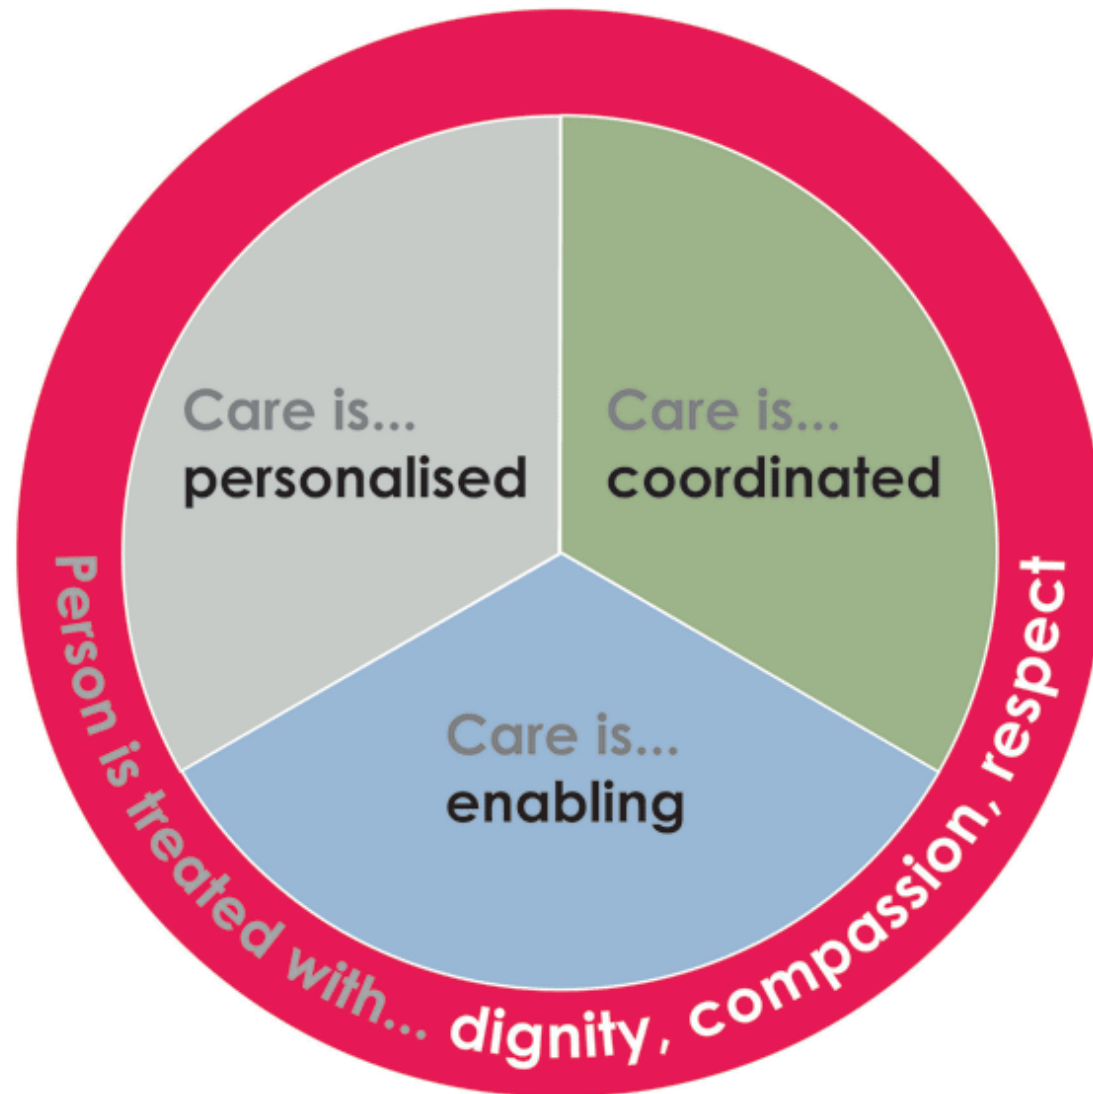 Care is...
personalised
Care is...
coordinated
Care is...
enabling
Person is treated with... dignity, compassion, respect